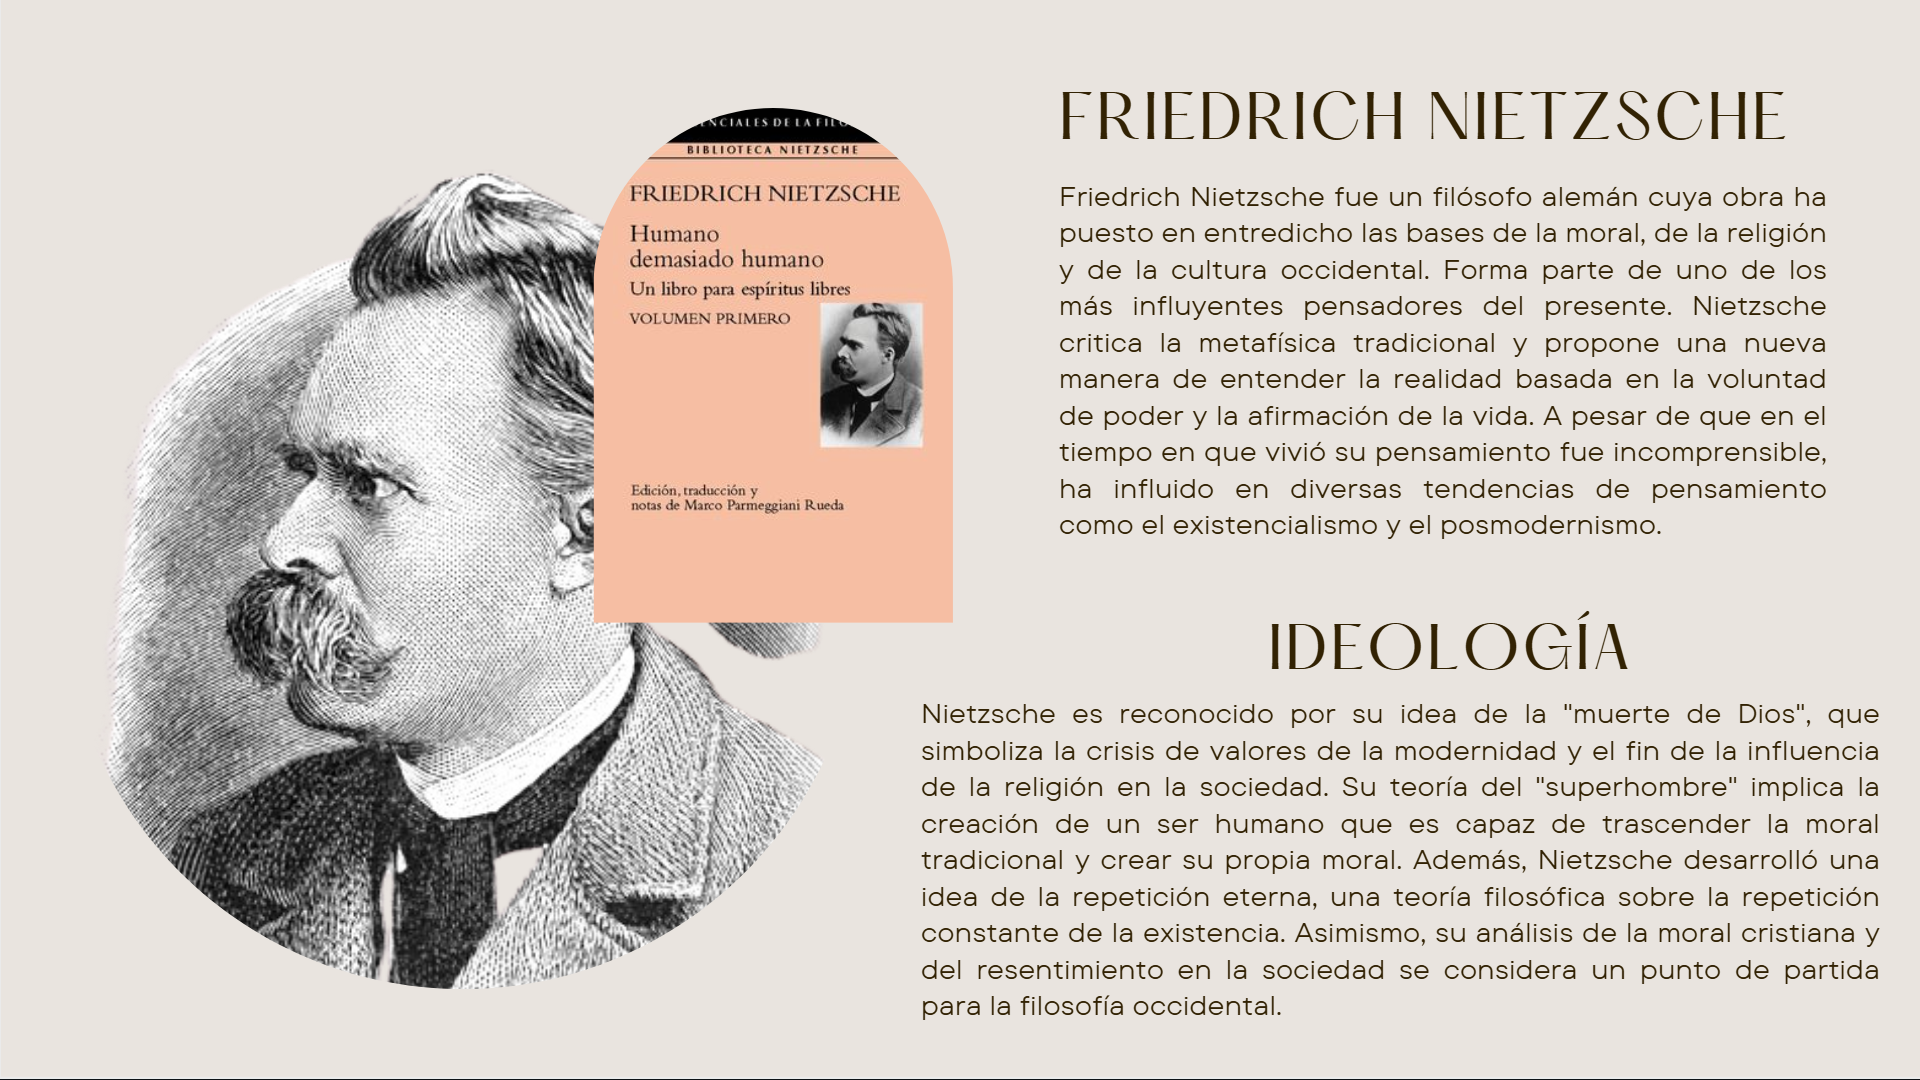 BIBLIOTECA NIETZSCHE
FRIEDRICH NIETZSCHE
Humano
demasiado humano
Un libro para espíritus libres
VOLUMEN PRIMERO
Edición, traducción y
notas de Marco Parmeggiani Rueda
FRIEDRICH NIETZSCHE
Friedrich Nietzsche fue un filósofo alemán cuya obra ha
puesto en entredicho las bases de la moral, de la religión
y de la cultura occidental. Forma parte de uno de los
más influyentes pensadores del presente. Nietzsche
critica la metafísica tradicional y propone una nueva
manera de entender la realidad basada en la voluntad
de poder y la afirmación de la vida. A pesar de que en el
tiempo en que vivió su pensamiento fue incomprensible,
ha influido en diversas tendencias de pensamiento
como el existencialismo y el posmodernismo.
IDEOLOGÍA
Nietzsche es reconocido por su idea de la "muerte de Dios", que
simboliza la crisis de valores de la modernidad y el fin de la influencia
de la religión en la sociedad. Su teoría del "superhombre" implica la
creación de un ser humano que es capaz de trascender la moral
tradicional y crear su propia moral. Además, Nietzsche desarrolló una
idea de la repetición eterna, una teoría filosófica sobre la repetición
constante de la existencia. Asimismo, su análisis de la moral cristiana y
del resentimiento en la sociedad se considera un punto de partida
para la filosofía occidental.